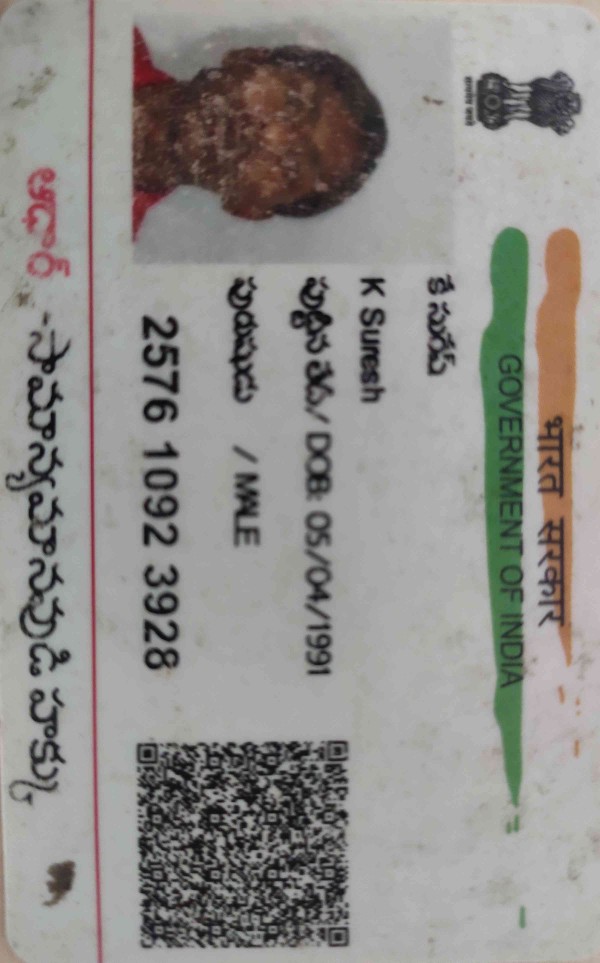 भारत सरकार
GOVERNMENT OF INDIA
కే సురేష్
K Suresh
పుట్టిన తేది/ DOB: 05/04/1991
పురుషుడు / MALE
2576 1092 3928
ఆధార్ -సామాన్యమానవుడి హక్కు